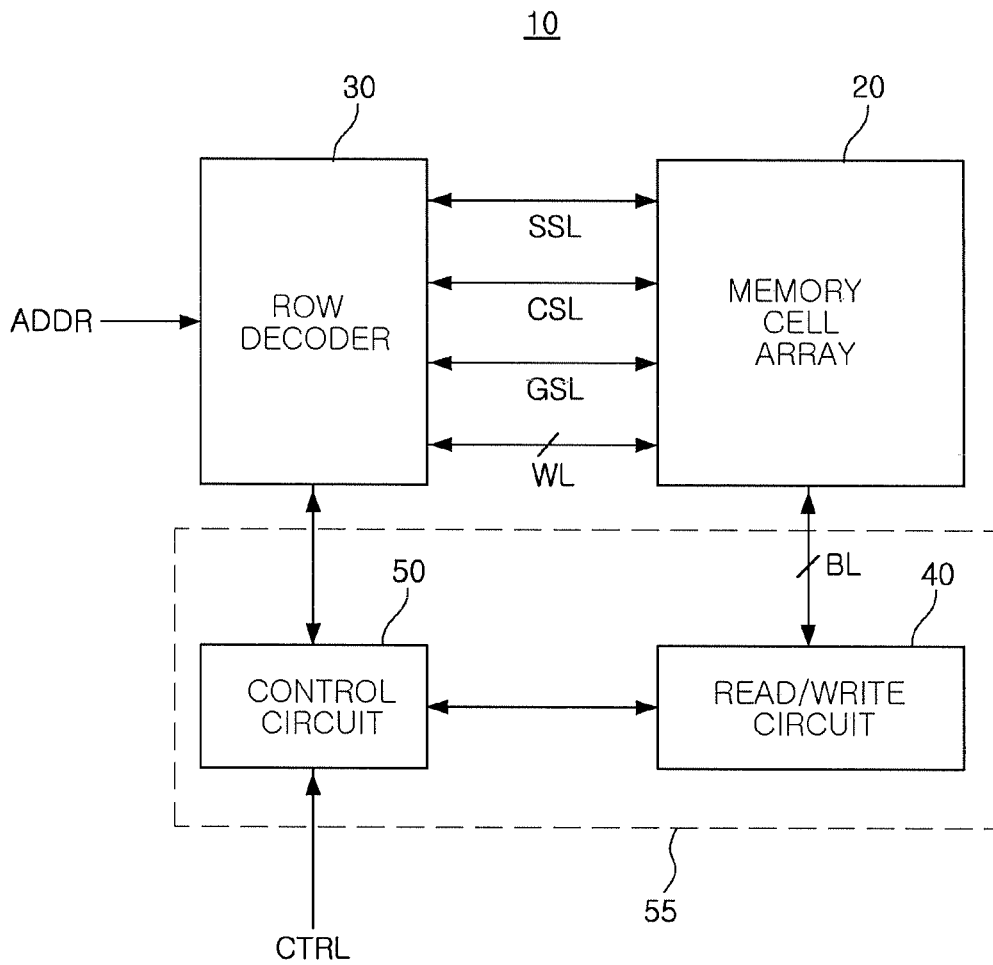 10
30
20
SSL
ROW
DECODER
MEMORY
CELL
ARRAY
ADDR
CSL
GSL
WL
50
BL
40
CONTROL
CIRCUIT
READ/WRITE
CIRCUIT
55
CTRL